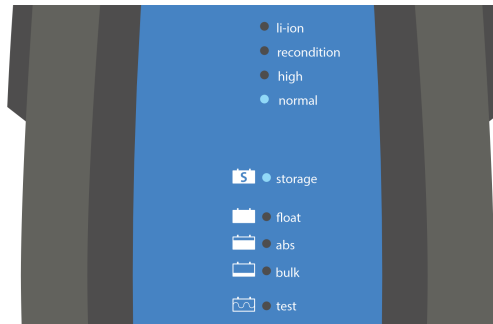 li-ion
recondition
high
normal
S storage
float
abs
bulk
test